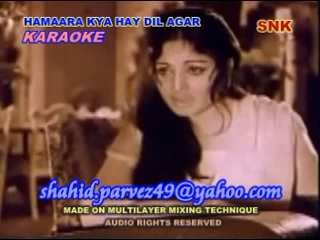 HAMAARA KYA HAY DIL AGAR
SNK
KARAOKE
shahid.parvez49@yahoo.com
MADE ON MULTILAYER MIXING TECHNIQUE
AUDIO RIGHTS RESERVED